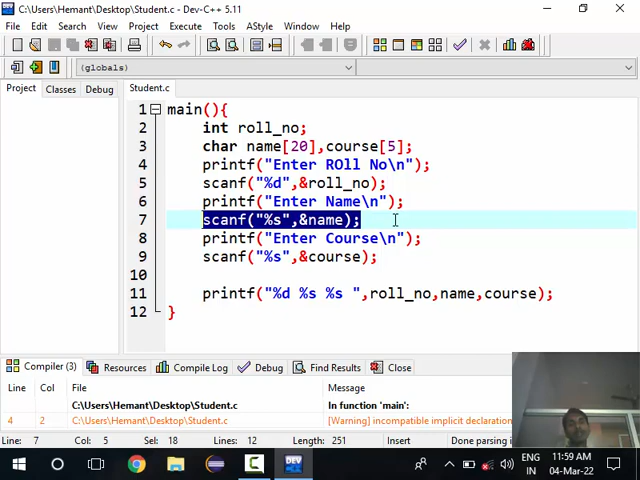 C:\Users\Hemant\Desktop\Student.c - Dev-C++ 5.11
File Edit Search View Project Execute Tools AStyle Window Help
(globals)
Project Classes Debug Student.c
1 main(){
2 int roll_no;
3 char name[20],course[5];
4 printf("Enter ROll No\n");
5 scanf("%d",&roll_no);
6 printf("Enter Name\n");
7 scanf("%s",&name);
8 printf("Enter Course\n");
9 scanf("%s",&course);
10
11 printf("%d %s %s ",roll_no,name,course);
12 }
Compiler (3) Resources Compile Log Debug Find Results Close
Line Col File Message
C:\Users\Hemant\Desktop\Student.c In function 'main':
4 2 C:\Users\Hemant\Desktop\Student.c [Warning] incompatible implicit declaration
Line: 7 Col: 5 Sel: 18 Lines: 12 Length: 251 Insert Done parsing
ENG 11:59 AM
IN 04-Mar-22